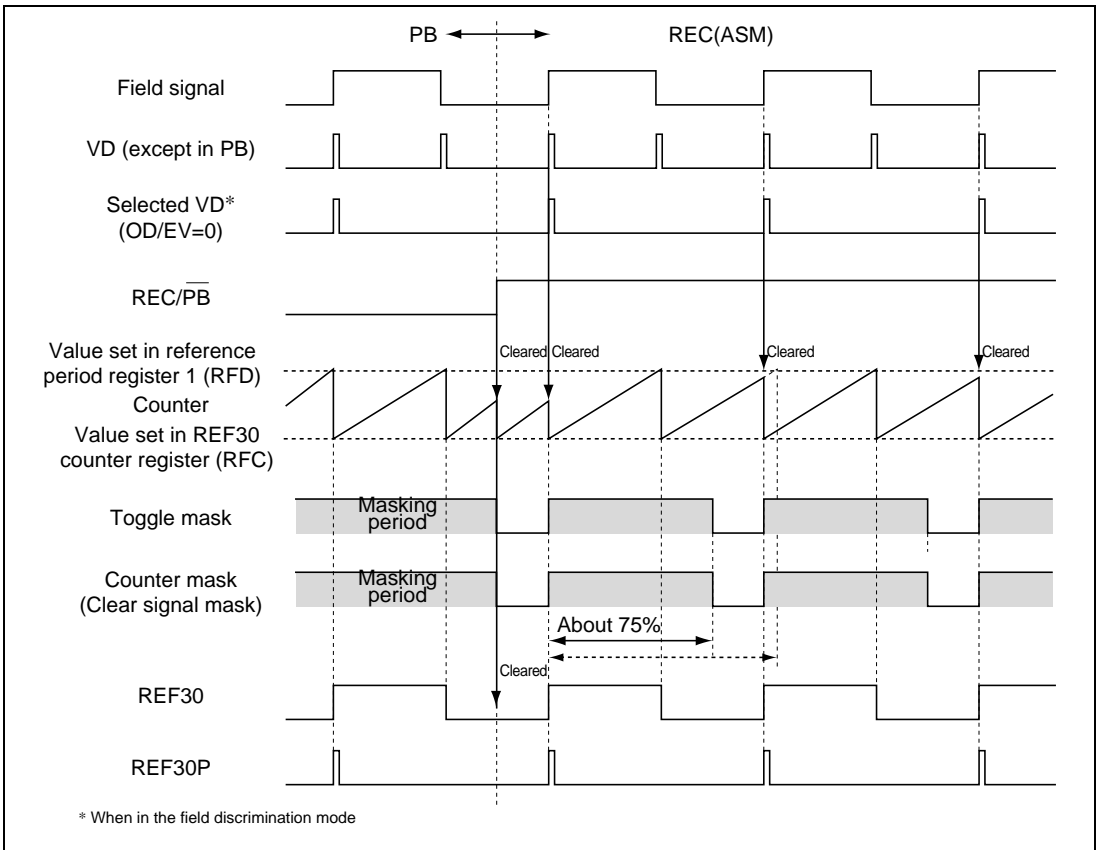 PB REC(ASM)
Field signal
VD (except in PB)
Selected VD*
(OD/EV=0)
REC/P̅B̅
Cleared Cleared Cleared Cleared
Value set in reference
period register 1 (RFD)
Counter
Value set in REF30
counter register (RFC)
Toggle mask
Masking
period
Counter mask
(Clear signal mask)
Masking
period
About 75%
Cleared
REF30
REF30P
* When in the field discrimination mode